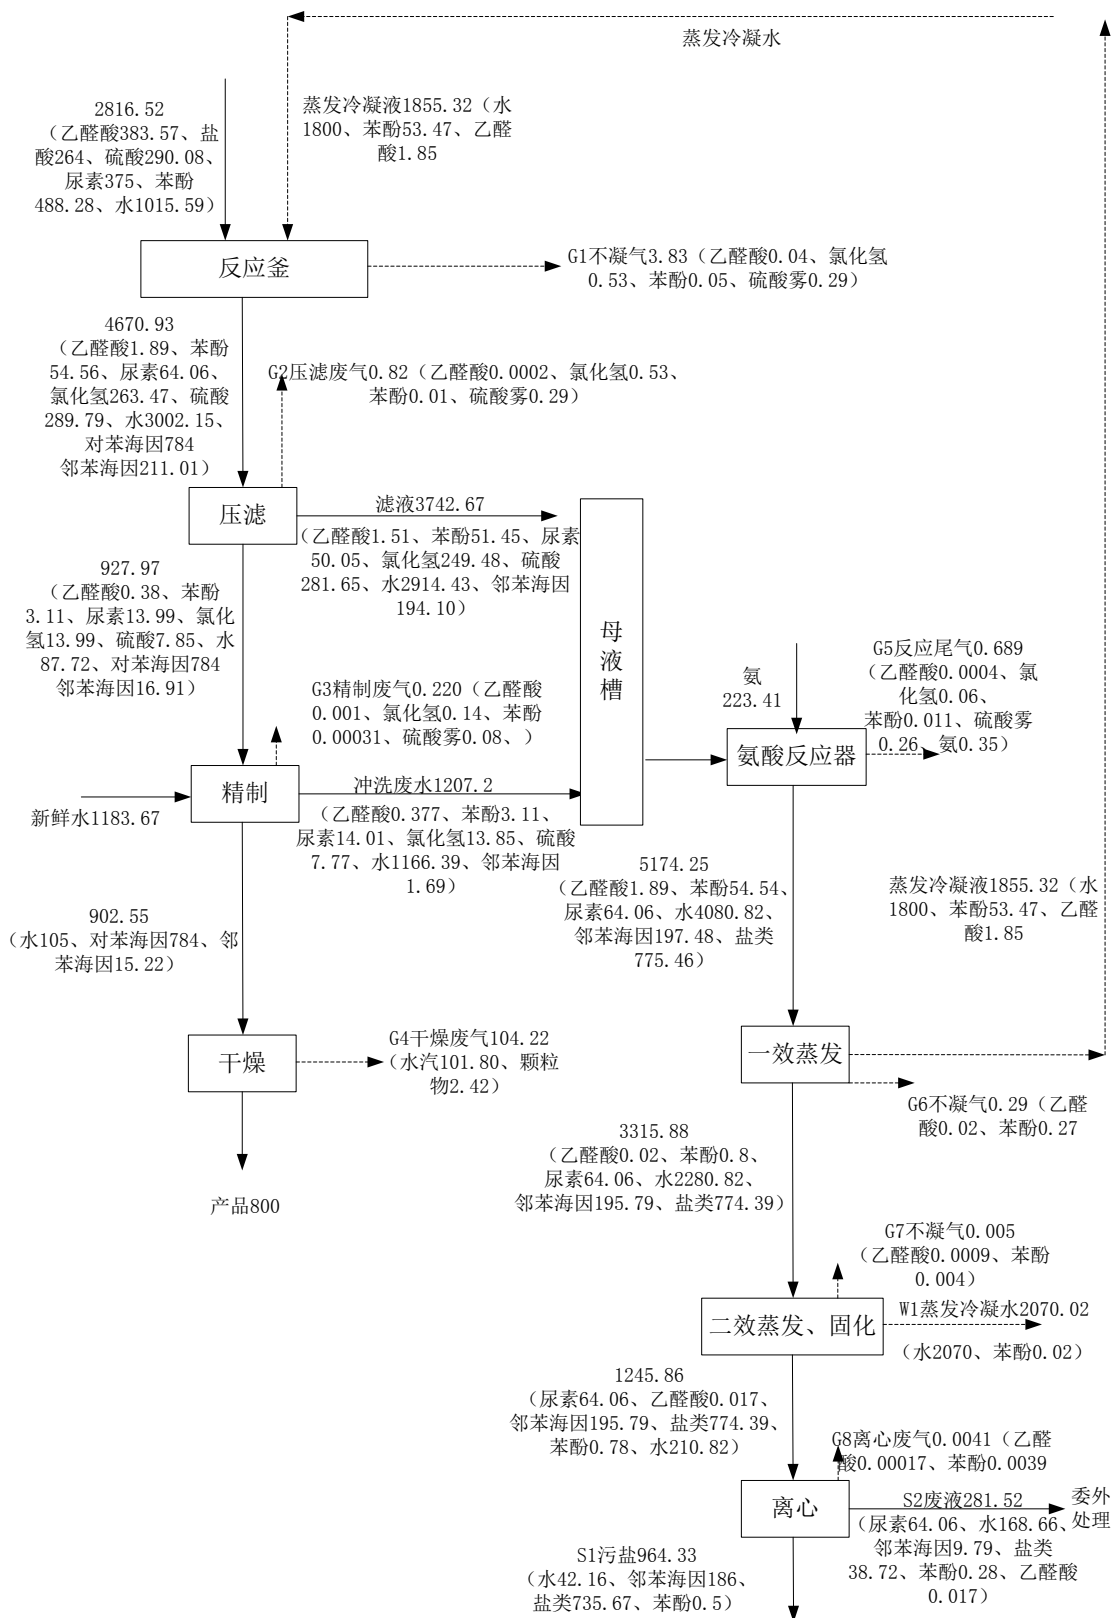 蒸发冷凝水
2816.52
（乙醛酸383.57、盐
酸264、硫酸290.08、
尿素375、苯酚
488.28、水1015.59）
蒸发冷凝液1855.32（水
1800、苯酚53.47、乙醛
酸1.85
反应釜
G1不凝气3.83（乙醛酸0.04、氯化氢
0.53、苯酚0.05、硫酸雾0.29）
4670.93
（乙醛酸1.89、苯酚
54.56、尿素64.06、
氯化氢263.47、硫酸
289.79、水3002.15、
对苯海因784
邻苯海因211.01）
G2压滤废气0.82（乙醛酸0.0002、氯化氢0.53、
苯酚0.01、硫酸雾0.29）
压滤
滤液3742.67
（乙醛酸1.51、苯酚51.45、尿素
50.05、氯化氢249.48、硫酸
281.65、水2914.43、邻苯海因
194.10）
927.97
（乙醛酸0.38、苯酚
3.11、尿素13.99、氯化
氢13.99、硫酸7.85、水
87.72、对苯海因784
邻苯海因16.91）
母
液
槽
G3精制废气0.220（乙醛酸
0.001、氯化氢0.14、苯酚
0.00031、硫酸雾0.08、）
氨
223.41
G5反应尾气0.689
（乙醛酸0.0004、氯
化氢0.06、
苯酚0.011、硫酸雾
0.26、氨0.35）
氨酸反应器
精制
新鲜水1183.67
冲洗废水1207.2
（乙醛酸0.377、苯酚3.11、
尿素14.01、氯化氢13.85、硫酸
7.77、水1166.39、邻苯海因
1.69）
5174.25
（乙醛酸1.89、苯酚54.54、
尿素64.06、水4080.82、
邻苯海因197.48、盐类
775.46）
蒸发冷凝液1855.32（水
1800、苯酚53.47、乙醛
酸1.85
902.55
（水105、对苯海因784、邻
苯海因15.22）
干燥
G4干燥废气104.22
（水汽101.80、颗粒
物2.42）
一效蒸发
G6不凝气0.29（乙醛
酸0.02、苯酚0.27
产品800
3315.88
（乙醛酸0.02、苯酚0.8、
尿素64.06、水2280.82、
邻苯海因195.79、盐类774.39）
G7不凝气0.005
（乙醛酸0.0009、苯酚
0.004）
二效蒸发、固化
W1蒸发冷凝水2070.02
（水2070、苯酚0.02）
1245.86
（尿素64.06、乙醛酸0.017、
邻苯海因195.79、盐类774.39、
苯酚0.78、水210.82）
G8离心废气0.0041（乙醛
酸0.00017、苯酚0.0039
离心
S2废液281.52
（尿素64.06、水168.66、
邻苯海因9.79、盐类
38.72、苯酚0.28、乙醛酸
0.017）
委外
处理
S1污盐964.33
（水42.16、邻苯海因186、
盐类735.67、苯酚0.5）